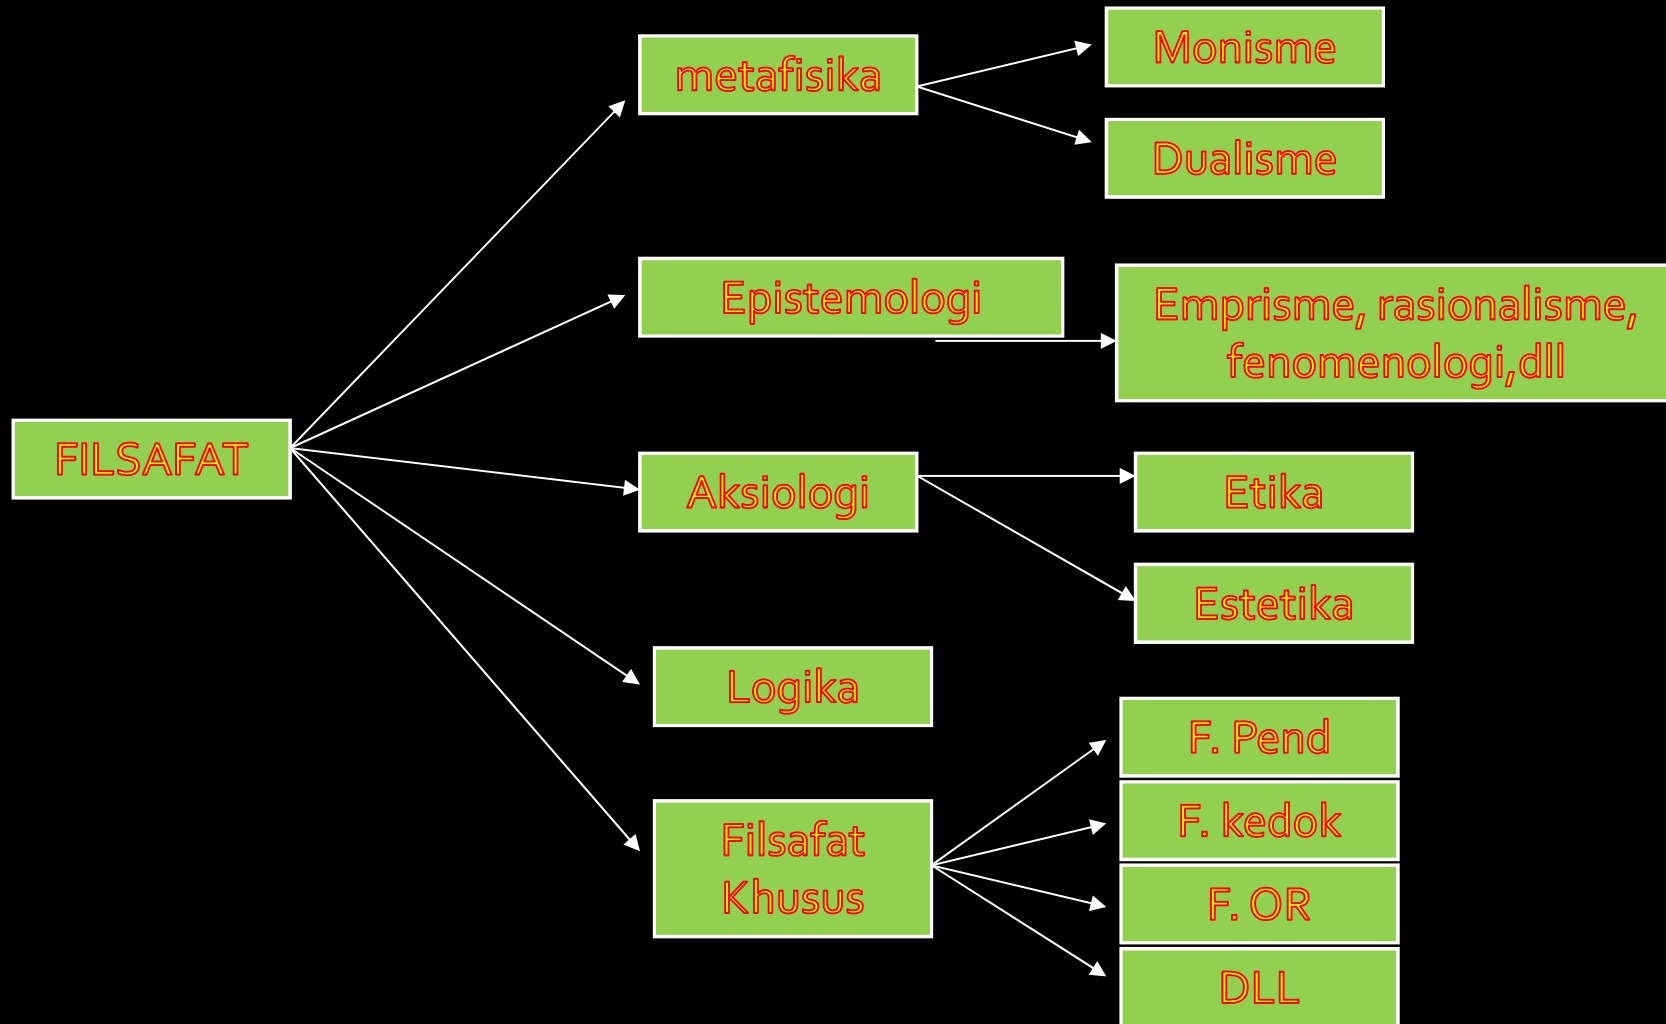 FILSAFAT
metafisika
Monisme
Dualisme
Epistemologi
Emprisme, rasionalisme,
fenomenologi,dll
Aksiologi
Etika
Estetika
Logika
Filsafat
Khusus
F. Pend
F. kedok
F. OR
DLL